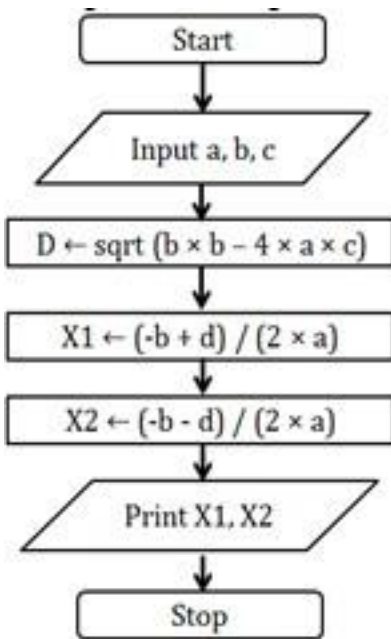 Start
Input a, b, c
D ← sqrt (b × b – 4 × a × c)
X1 ← (-b + d) / (2 × a)
X2 ← (-b - d) / (2 × a)
Print X1, X2
Stop